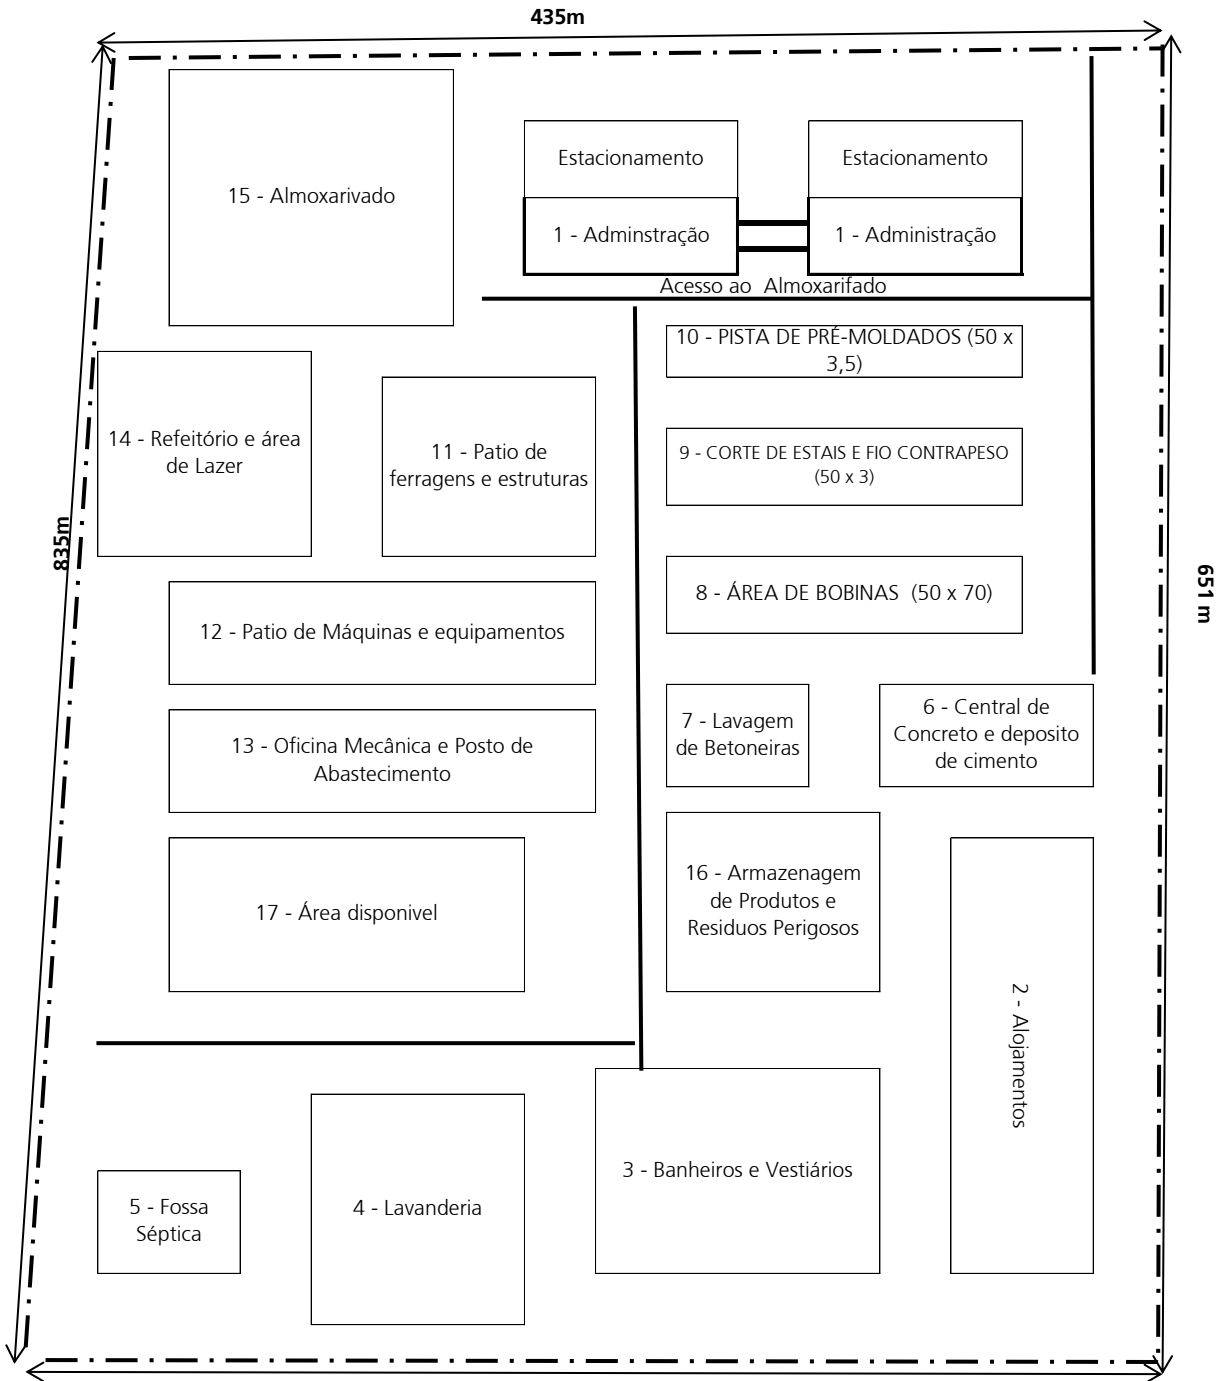 435m
Estacionamento
Estacionamento
15 - Almoxarivado
1 - Adminstração
1 - Administração
Acesso ao  Almoxarifado
10 - PISTA DE PRÉ-MOLDADOS (50 x
3,5)
14 - Refeitório e área
de Lazer
11 - Patio de
ferragens e estruturas
9 - CORTE DE ESTAIS E FIO CONTRAPESO
(50 x 3)
835m
651 m
8 - ÁREA DE BOBINAS  (50 x 70)
12 - Patio de Máquinas e equipamentos
7 - Lavagem
de Betoneiras
6 - Central de
Concreto e deposito
de cimento
13 - Oficina Mecânica e Posto de
Abastecimento
16 - Armazenagem
de Produtos e
Residuos Perigosos
17 - Área disponivel
2 - Alojamentos
3 - Banheiros e Vestiários
5 - Fossa
Séptica
4 - Lavanderia